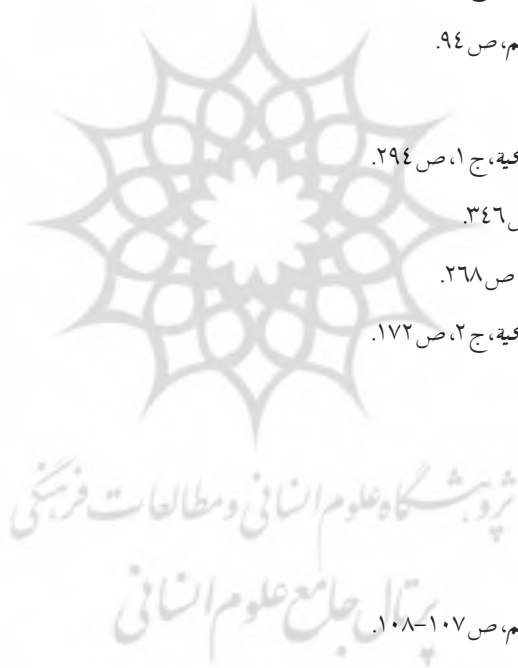 م، ص ٩٤.
كية، ج ١، ص ٢٩٤.
ص ٣٤٦.
ص ٢٦٨.
كية، ج ٢، ص ١٧٢.
پژوهشگاه علوم انسانی و مطالعات فرهنگی
پرتال جامع علوم انسانی
م، ص ١٠٧-١٠٨.